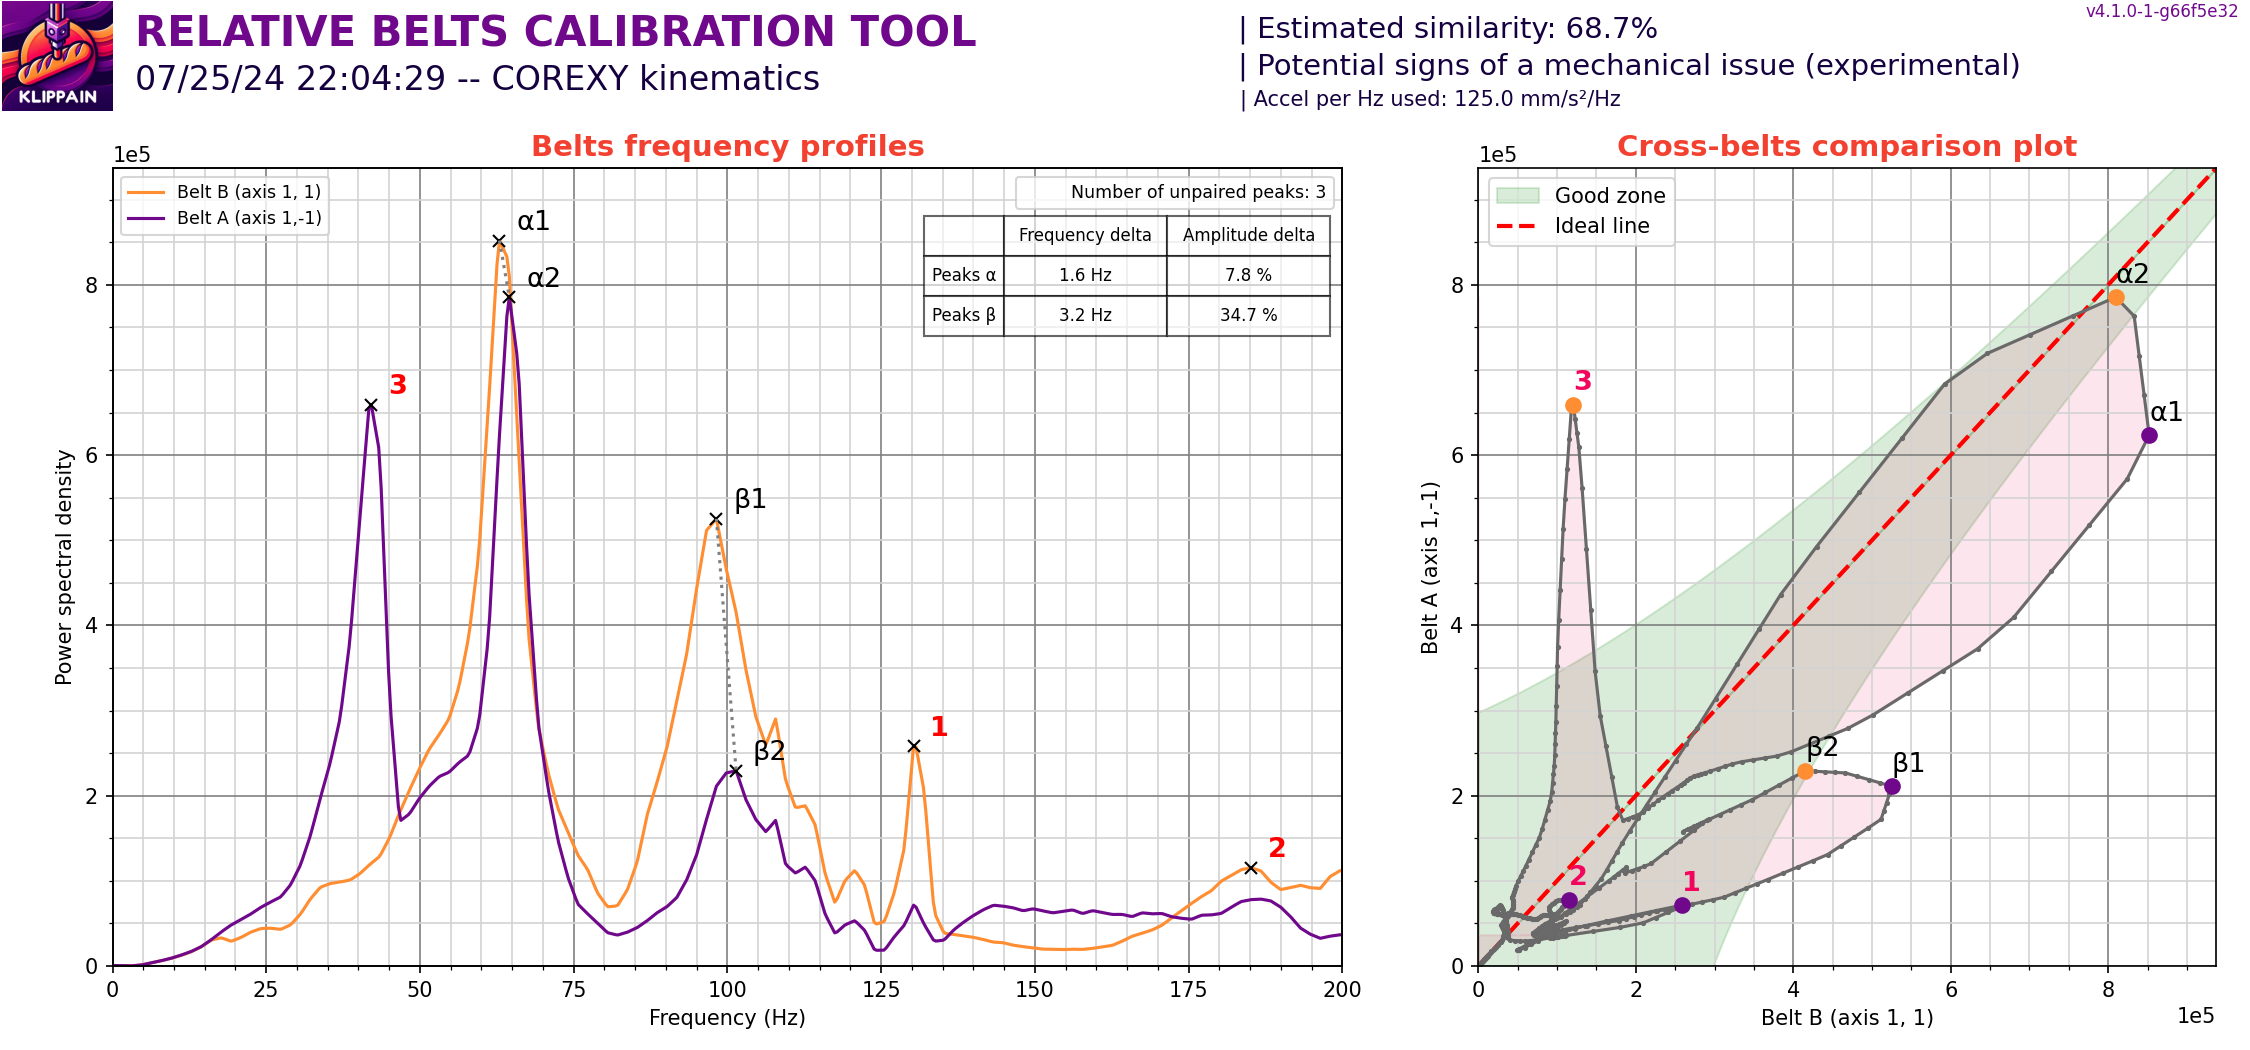 KLIPPAIN
RELATIVE BELTS CALIBRATION TOOL
07/25/24 22:04:29 -- COREXY kinematics
| Estimated similarity: 68.7%
| Potential signs of a mechanical issue (experimental)
| Accel per Hz used: 125.0 mm/s²/Hz
v4.1.0-1-g66f5e32
Belts frequency profiles
1e5
Belt B (axis 1, 1)
Belt A (axis 1,-1)
Number of unpaired peaks: 3
Frequency delta Amplitude delta
Peaks α 1.6 Hz 7.8 %
Peaks β 3.2 Hz 34.7 %
α1
α2
3
β1
β2
1
2
8
6
4
2
0
Power spectral density
0 25 50 75 100 125 150 175 200
Frequency (Hz)
Cross-belts comparison plot
1e5
Good zone
Ideal line
α2
3
α1
β2
β1
2
1
8
6
4
2
0
Belt A (axis 1,-1)
0 2 4 6 8
Belt B (axis 1, 1)
1e5